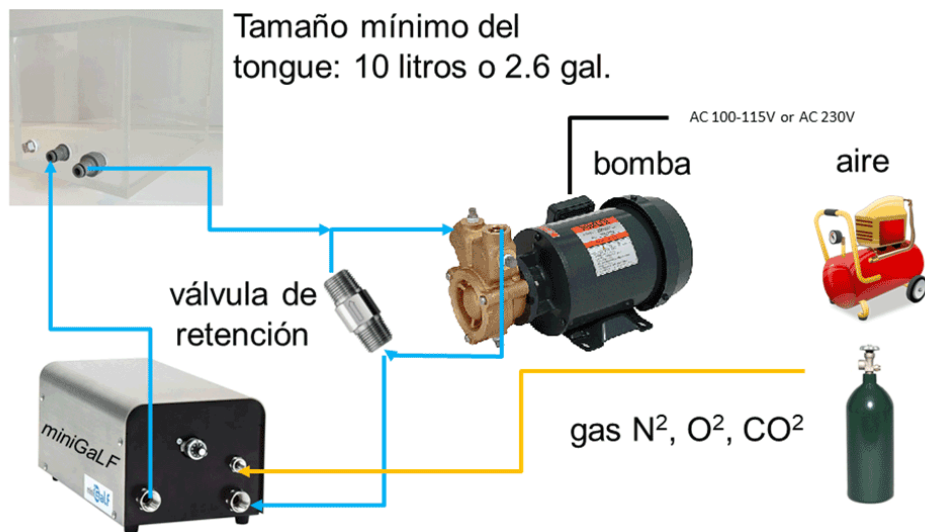 Tamaño mínimo del
tongue: 10 litros o 2.6 gal.
AC 100-115V or AC 230V
bomba
aire
válvula de
retención
gas N², O², CO²
miniGaLF